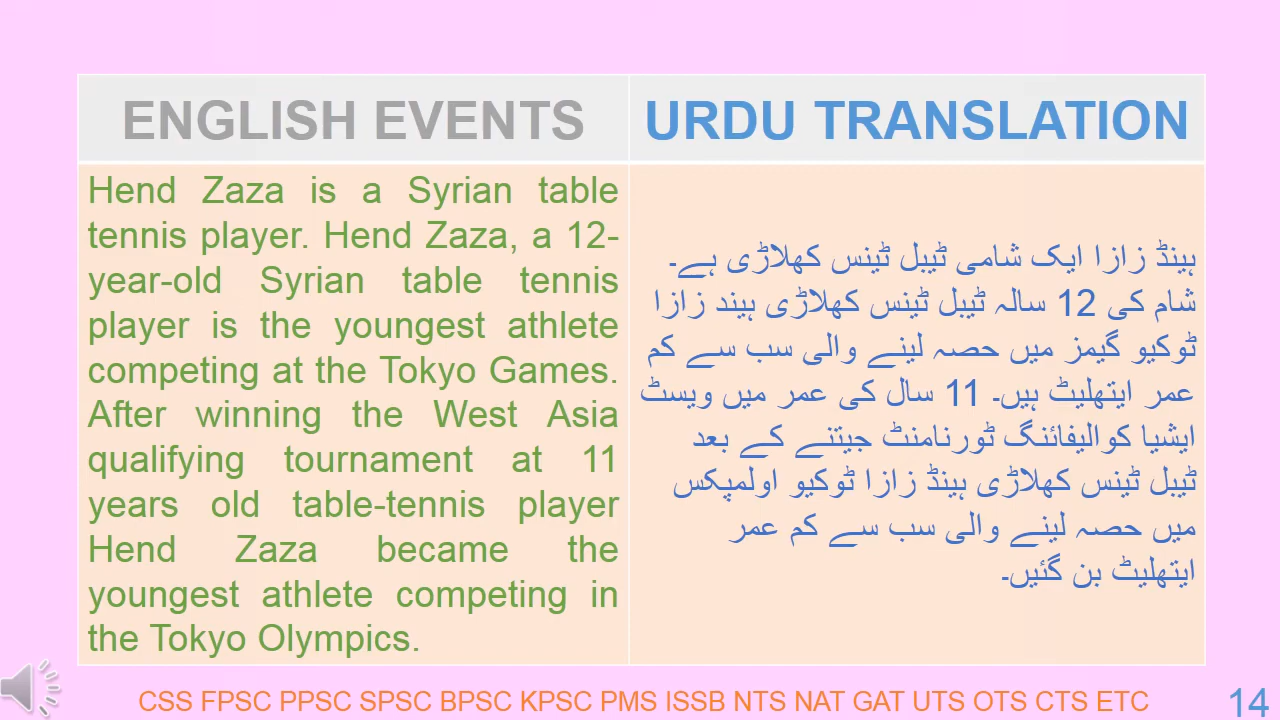 ENGLISH EVENTS
URDU TRANSLATION
Hend Zaza is a Syrian table
tennis player. Hend Zaza, a 12-
year-old Syrian table tennis
player is the youngest athlete
competing at the Tokyo Games.
After winning the West Asia
qualifying tournament at 11
years old table-tennis player
Hend Zaza became the
youngest athlete competing in
the Tokyo Olympics.
ہینڈ زازا ایک شامی ٹیبل ٹینس کھلاڑی ہے۔
شام کی 12 سالہ ٹیبل ٹینس کھلاڑی ہیند زازا
ٹوکیو گیمز میں حصہ لینے والی سب سے کم
عمر ایتھلیٹ ہیں۔ 11 سال کی عمر میں ویسٹ
ایشیا کوالیفائنگ ٹورنامنٹ جیتنے کے بعد
ٹیبل ٹینس کھلاڑی ہینڈ زازا ٹوکیو اولمپکس
میں حصہ لینے والی سب سے کم عمر
ایتھلیٹ بن گئیں۔
CSS FPSC PPSC SPSC BPSC KPSC PMS ISSB NTS NAT GAT UTS OTS CTS ETC
14